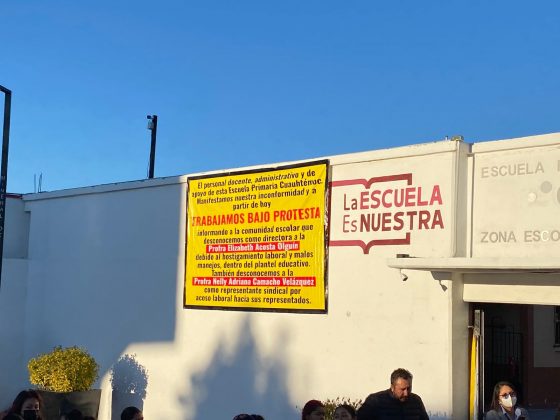 El personal docente, administrativo y de
apoyo de esta Escuela Primaria Cuauhtémoc
Manifestamos nuestra inconformidad y a
partir de hoy
TRABAJAMOS BAJO PROTESTA
informando a la comunidad escolar que
desconocemos como directora a la
Profra Elizabeth Acosta Olguín
debido al hostigamiento laboral y malos
manejos, dentro del plantel educativo.
También desconocemos a la
Profra Nelly Adriana Camacho Velázquez
como representante sindical por
acoso laboral hacia sus representados.
La ESCUELA
Es NUESTRA
ESCUELA
ZONA ESCO